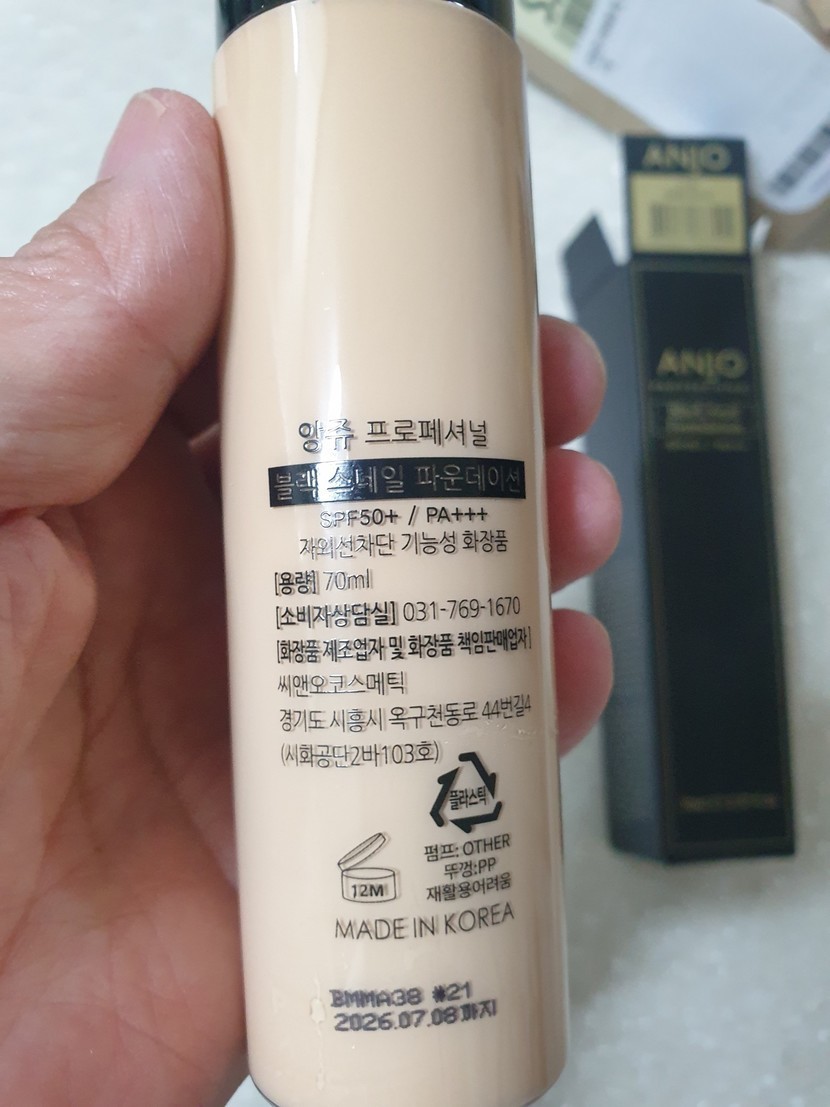 앙쥬 프로페셔널
블랙 스네일 파운데이션
SPF50+ / PA+++
자외선차단 기능성 화장품
[용량] 70ml
[소비자상담실] 031-769-1670
[화장품 제조업자 및 화장품 책임판매업자]
씨앤오코스메틱
경기도 시흥시 옥구천동로 44번길4
(시화공단2바103호)
플라스틱
펌프: OTHER
뚜껑:PP
재활용어려움
12M
MADE IN KOREA
BMMA38 #21
2026.07.08까지
ANJO
ANJO